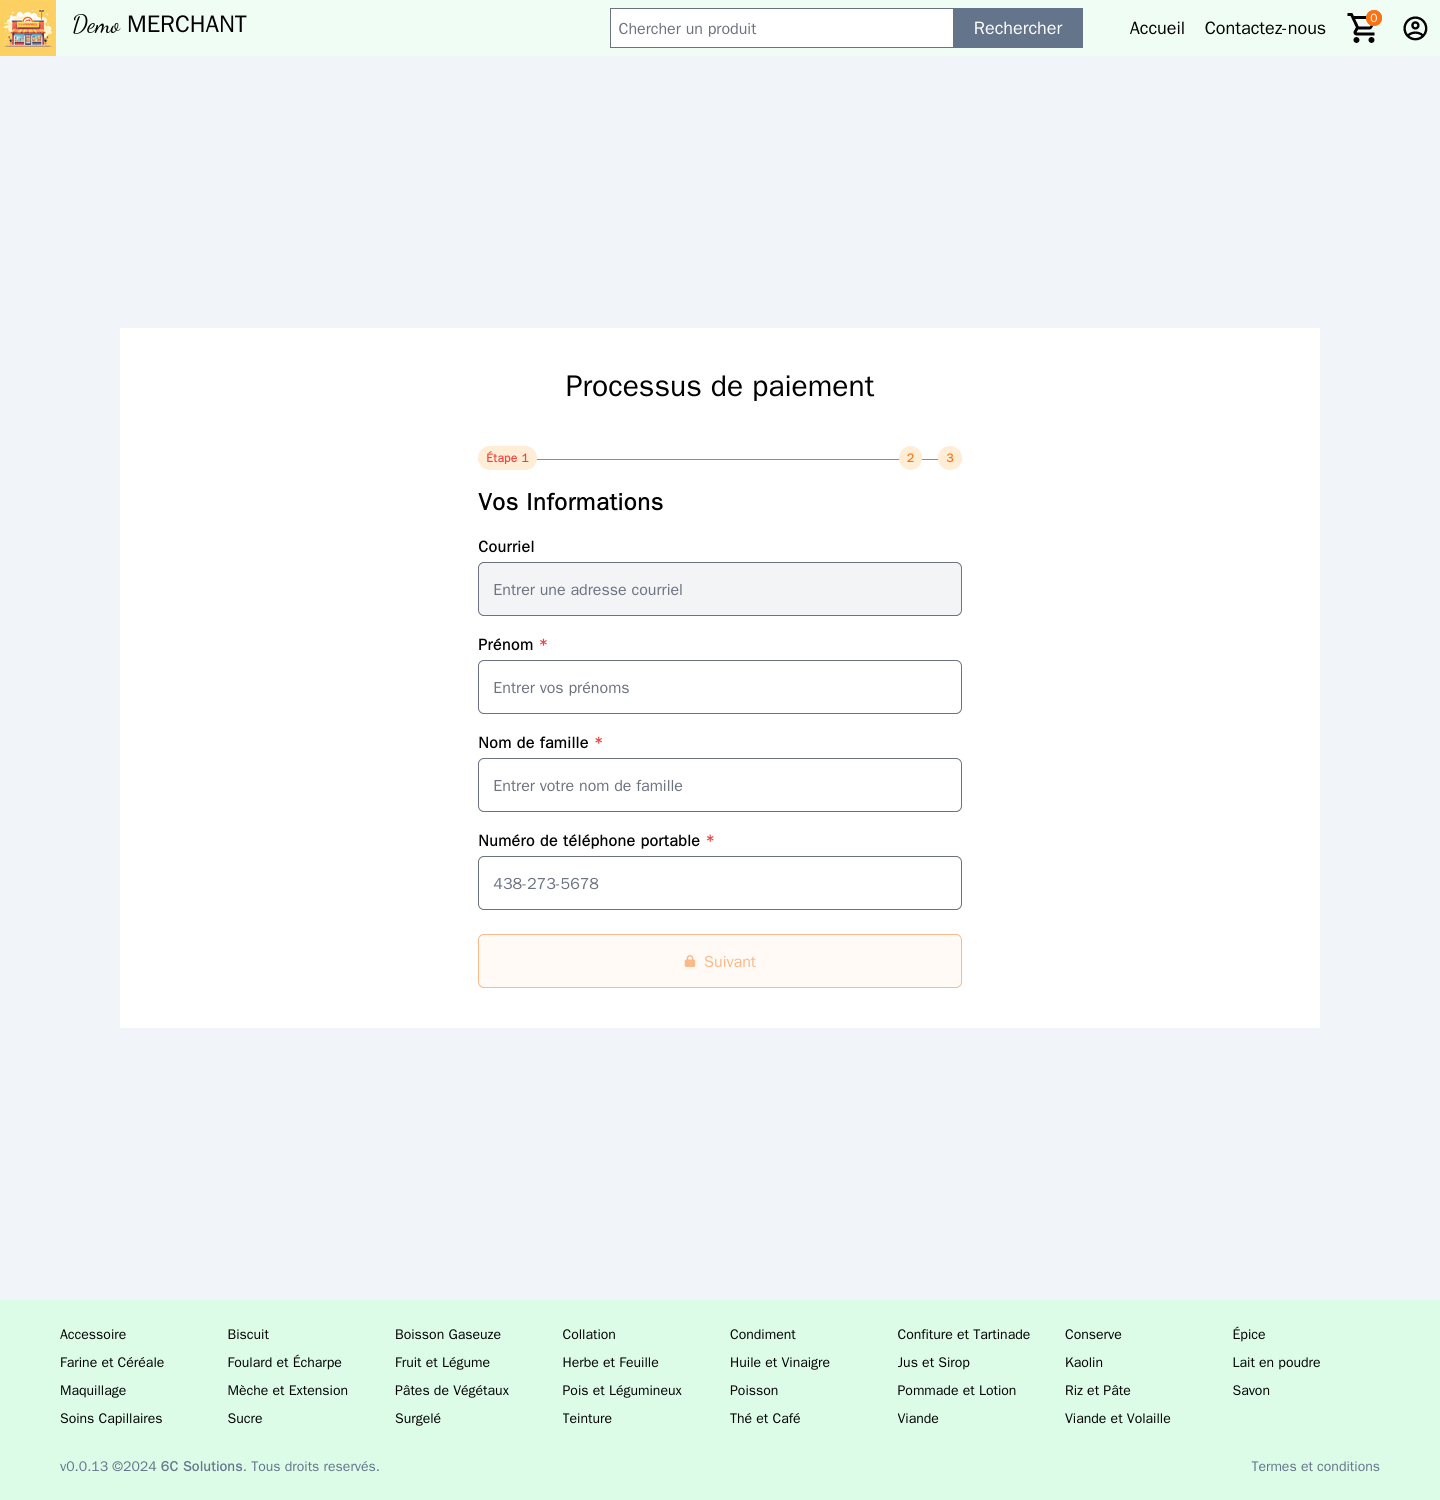 Demo MERCHANT
Chercher un produit
Rechercher
Accueil
Contactez-nous
0
Processus de paiement
Étape 1
2
3
Vos Informations
Courriel
Entrer une adresse courriel
Prénom *
Entrer vos prénoms
Nom de famille *
Entrer votre nom de famille
Numéro de téléphone portable *
438-273-5678
Suivant
Accessoire Biscuit Boisson Gaseuze Collation Condiment Confiture et Tartinade Conserve Épice
Farine et Céréale Foulard et Écharpe Fruit et Légume Herbe et Feuille Huile et Vinaigre Jus et Sirop Kaolin Lait en poudre
Maquillage Mèche et Extension Pâtes de Végétaux Pois et Légumineux Poisson Pommade et Lotion Riz et Pâte Savon
Soins Capillaires Sucre Surgelé Teinture Thé et Café Viande Viande et Volaille
v0.0.13 ©2024 6C Solutions. Tous droits reservés.
Termes et conditions